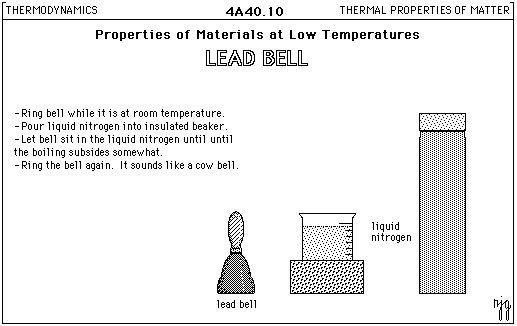 THERMODYNAMICS 4A40.10 THERMAL PROPERTIES OF MATTER
Properties of Materials at Low Temperatures
LEAD BELL
-Ring bell while it is at room temperature.
-Pour liquid nitrogen into insulated beaker.
-Let bell sit in the liquid nitrogen until until
the boiling subsides somewhat.
-Ring the bell again. It sounds like a cow bell.
liquid
nitrogen
lead bell